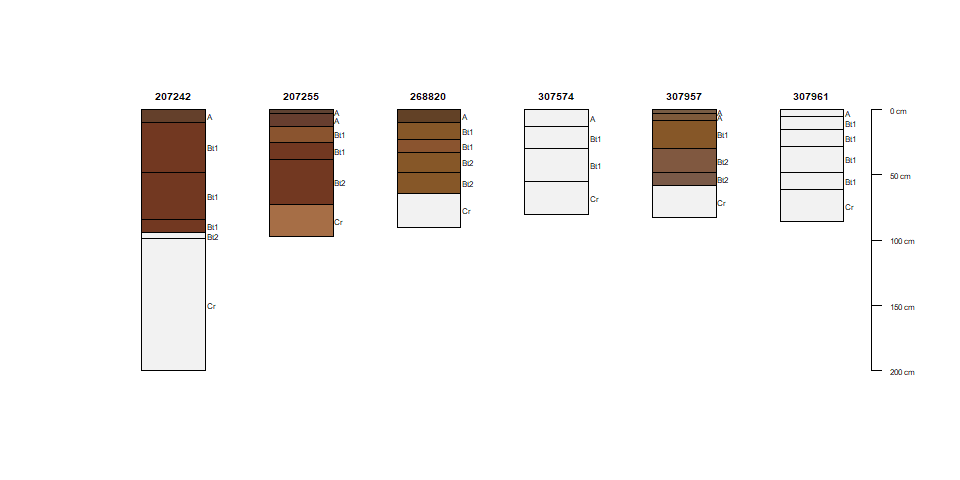 207242 207255 268820 307574 307957 307961
A
Bt1
Bt1
Bt1
Bt2
Cr
A
A
Bt1
Bt1
Bt2
Cr
A
Bt1
Bt1
Bt2
Bt2
Cr
A
Bt1
Bt1
Cr
A
A
Bt1
Bt2
Bt2
Cr
A
Bt1
Bt1
Bt1
Bt1
Cr
0 cm
50 cm
100 cm
150 cm
200 cm